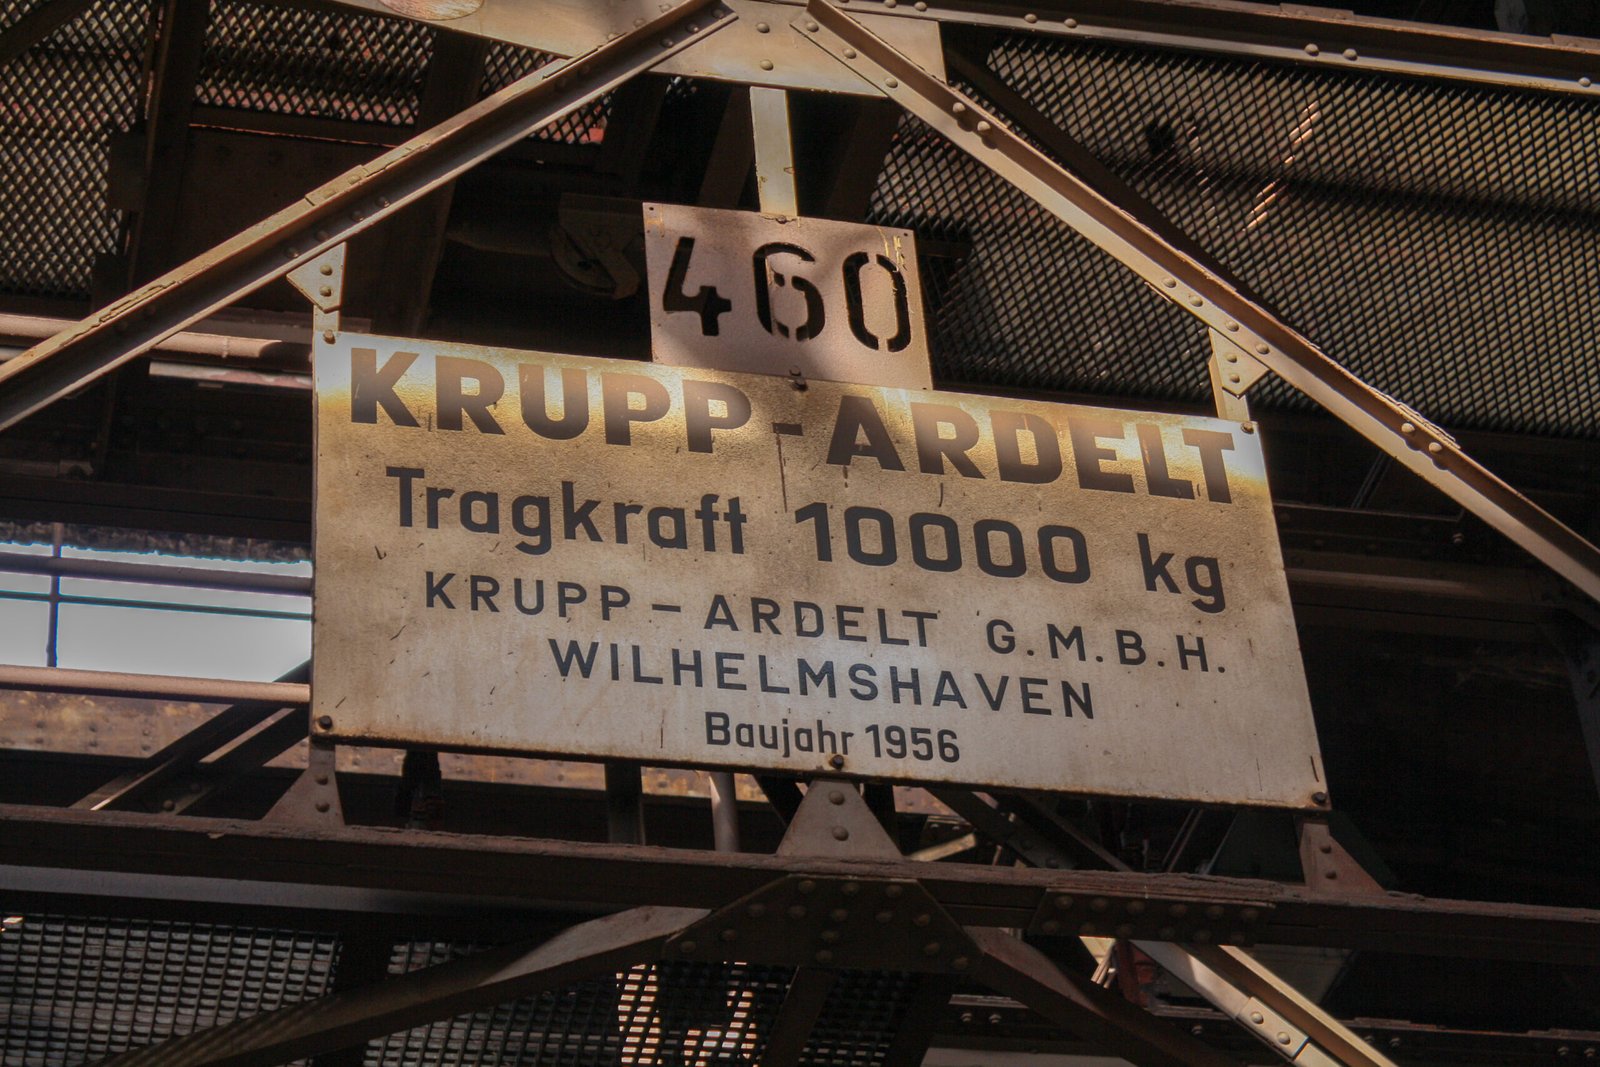 460
KRUPP-ARDELT
Tragkraft 10000 kg
KRUPP-ARDELT G.M.B.H.
WILHELMSHAVEN
Baujahr 1956